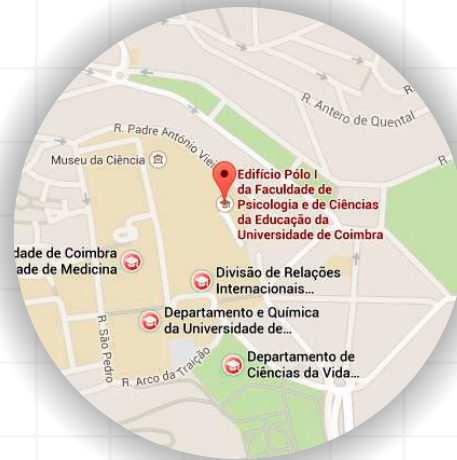 R. Antero de Quental
R.
R.
R. Padre António Viei
Museu da Ciência
Edifício Pólo I
da Faculdade de
Psicologia e de Ciências
da Educação da
Universidade de Coimbra
dade de Coimbra
ade de Medicina
Divisão de Relações
Internacionais...
Departamento e Química
da Universidade de...
R. São Pedro
R. Arco da Traição
Departamento de
Ciências da Vida...